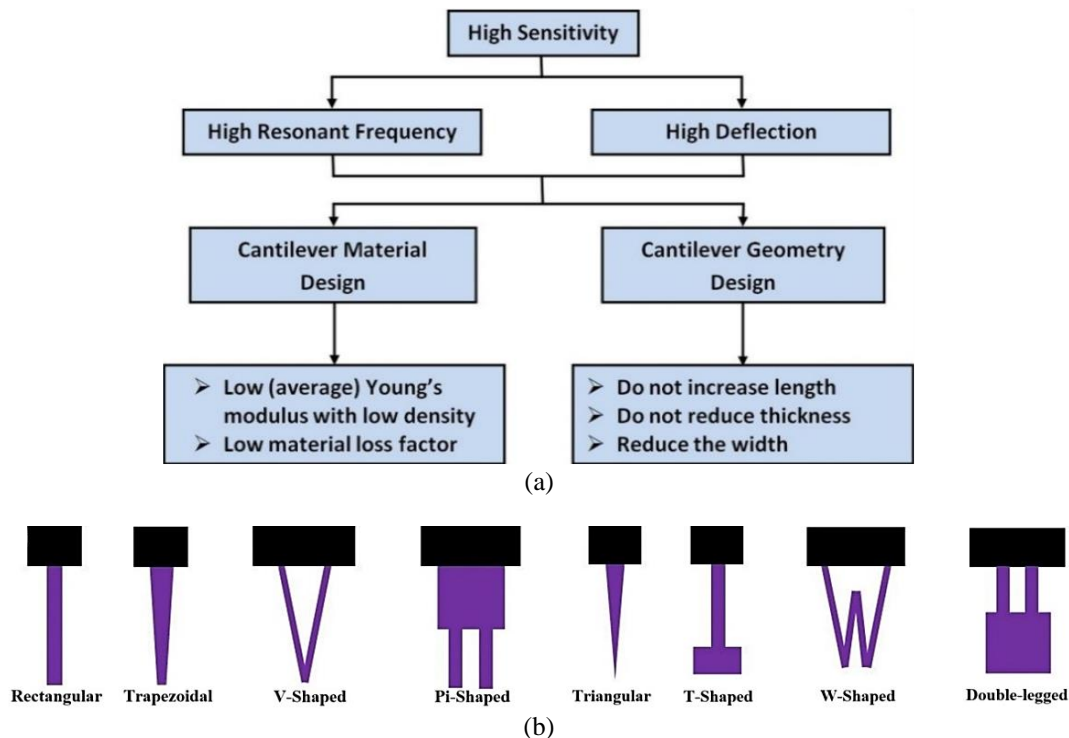 High Sensitivity
High Resonant Frequency
High Deflection
Cantilever Material
Design
Cantilever Geometry
Design
➤ Low (average) Young's
modulus with low density
➤ Low material loss factor
➤ Do not increase length
➤ Do not reduce thickness
➤ Reduce the width
(a)
Rectangular
Trapezoidal
V-Shaped
Pi-Shaped
Triangular
T-Shaped
W-Shaped
Double-legged
(b)